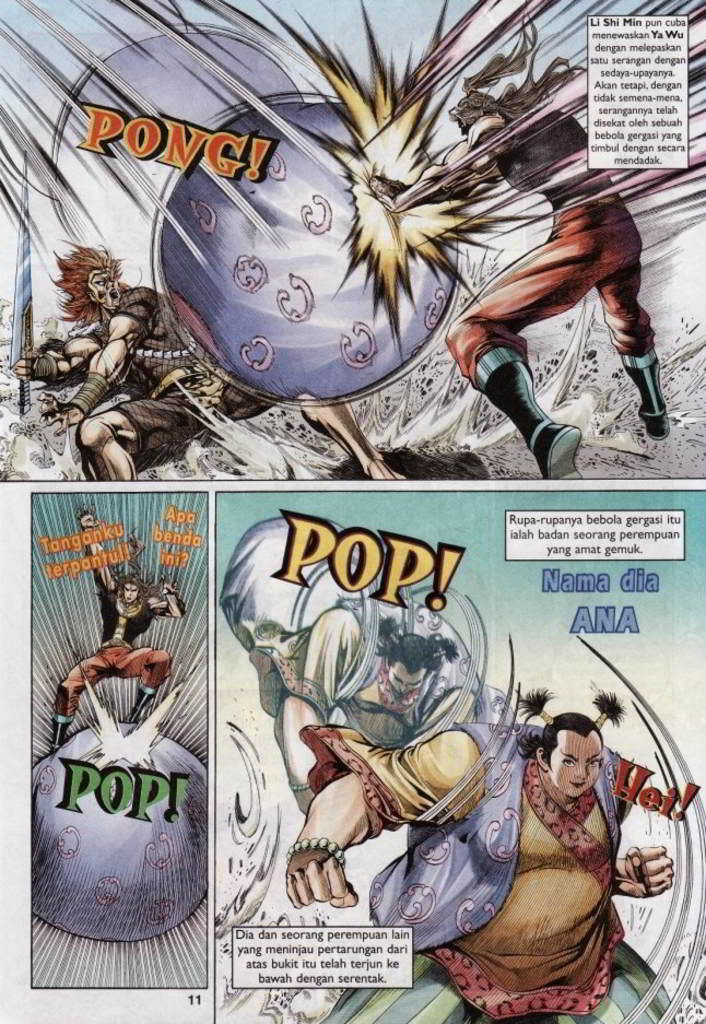 Li Shi Min pun cuba
menewaskan Ya Wu
dengan melepaskan
satu serangan dengan
sedaya-upayanya.
Akan tetapi, dengan
tidak semena-mena,
serangannya telah
disekat oleh sebuah
bebola gergasi yang
timbul dengan secara
mendadak.
PONG!
Tanganku
terpantul!
Apa
benda
ini?
POP!
POP!
Rupa-rupanya bebola gergasi itu
ialah badan seorang perempuan
yang amat gemuk.
Nama dia
ANA
Hei!
Dia dan seorang perempuan lain
yang meninjau pertarungan dari
atas bukit itu telah terjun ke
bawah dengan serentak.
11